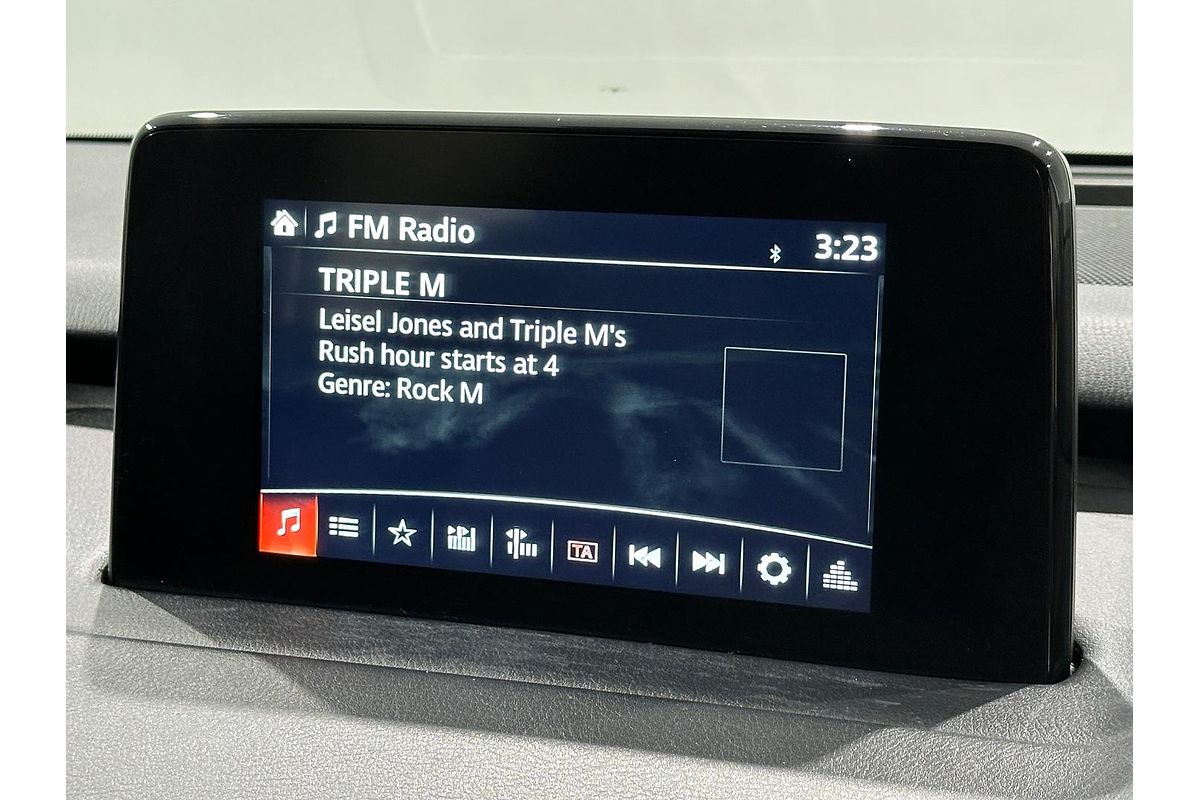 FM Radio
3:23
TRIPLE M
Leisel Jones and Triple M's
Rush hour starts at 4
Genre: Rock M
TA